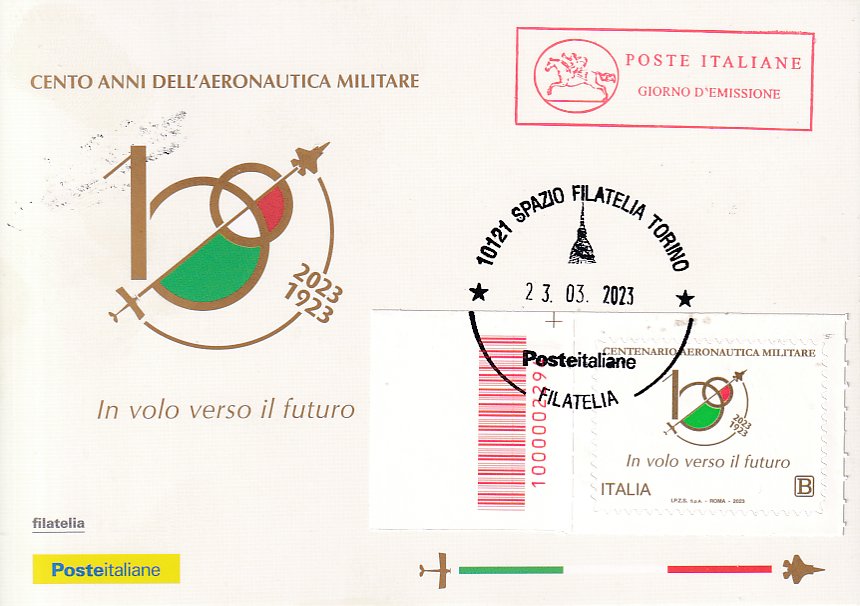 CENTO ANNI DELL'AERONAUTICA MILITARE
POSTE ITALIANE
GIORNO D'EMISSIONE
100
2023
1923
In volo verso il futuro
10121 SPAZIO FILATELIA TORINO
23.03.2023
Posteitaliane
FILATELIA
CENTENARIO AERONAUTICA MILITARE
100
2023
1923
In volo verso il futuro
ITALIA
B
I.P.Z.S. S.p.A. - ROMA - 2023
filatelia
Posteitaliane